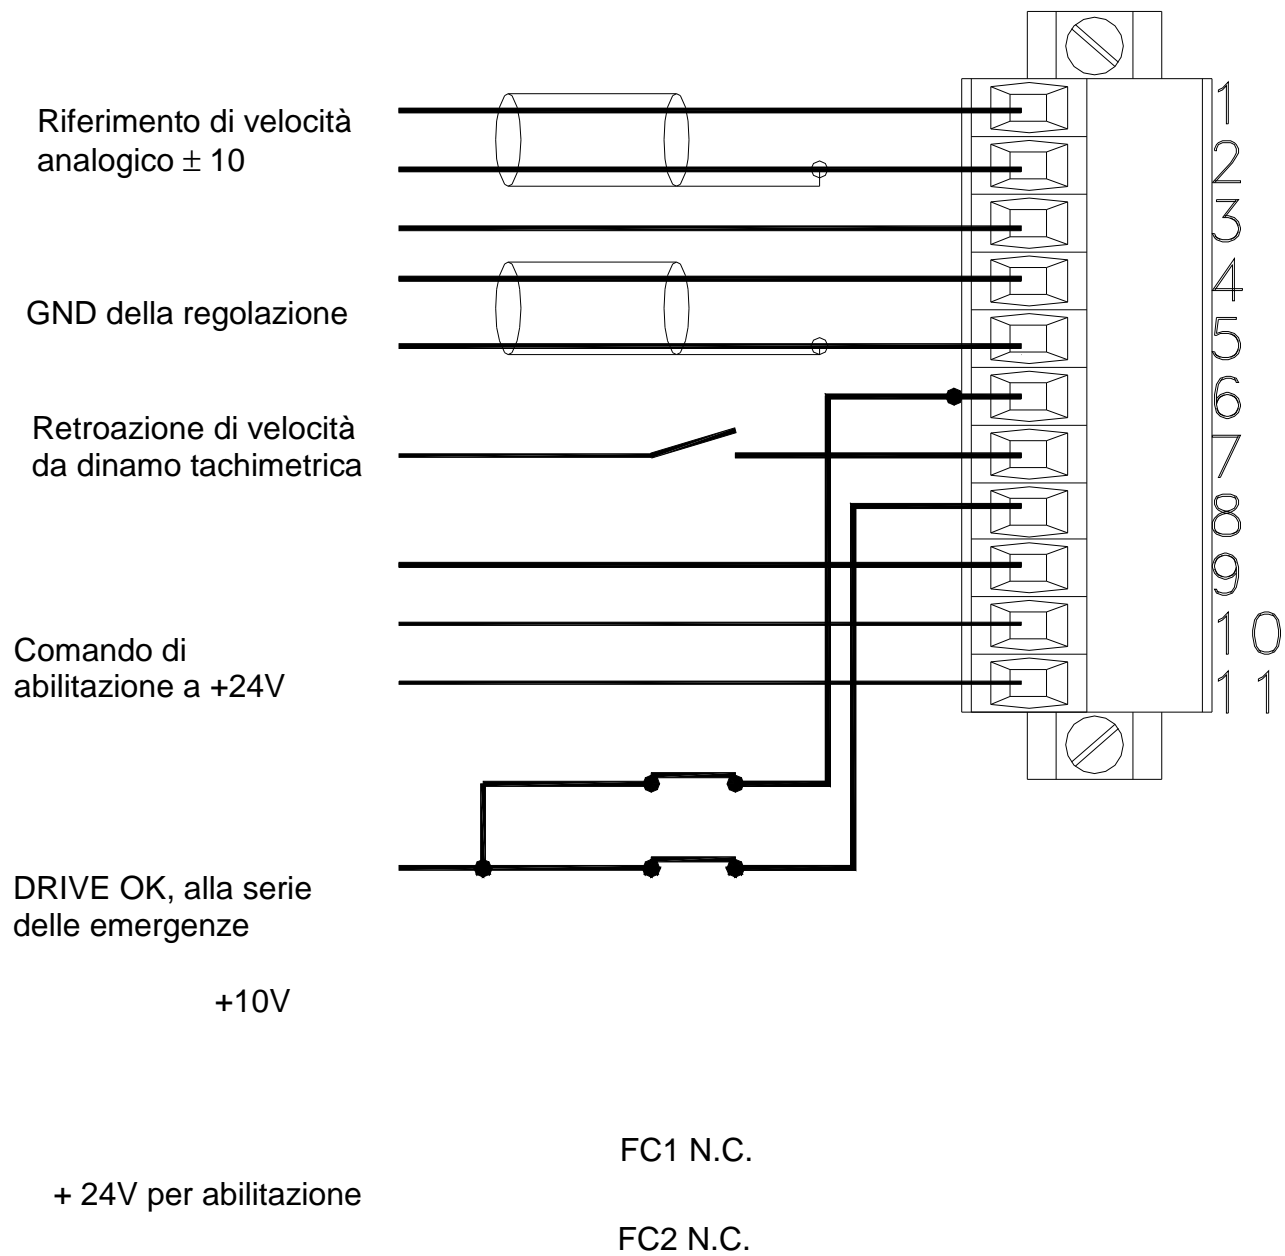 1
Riferimento di velocità
analogico ± 10
2
3
4
GND della regolazione
5
6
Retroazione di velocità
da dinamo tachimetrica
7
8
9
10
Comando di
abilitazione a +24V
11
DRIVE OK, alla serie
delle emergenze
+10V
FC1 N.C.
+ 24V per abilitazione
FC2 N.C.